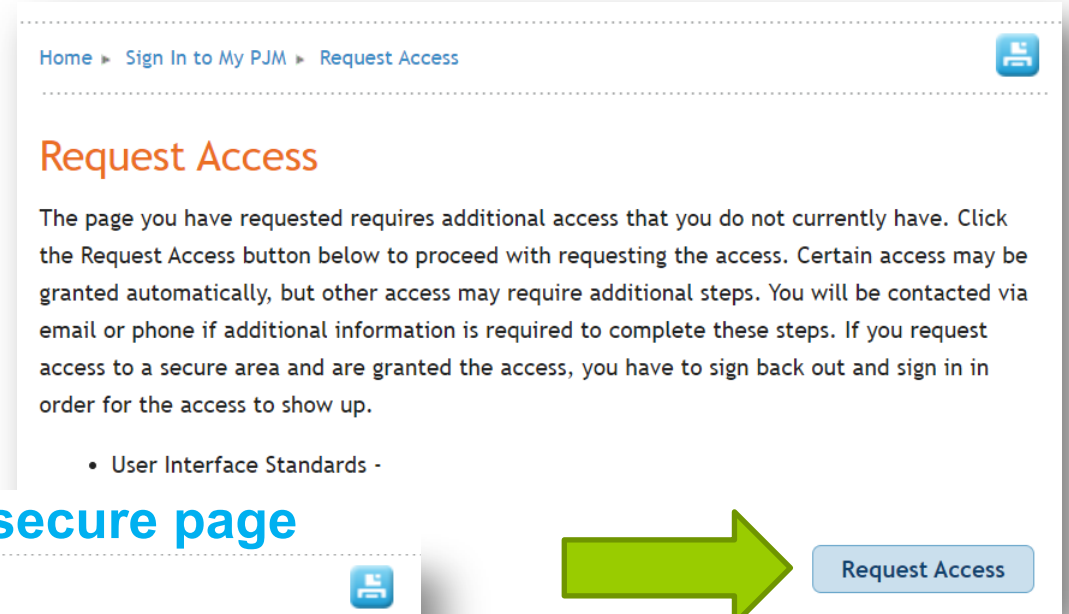 Home ▸ Sign In to My PJM ▸ Request Access
Request Access
The page you have requested requires additional access that you do not currently have. Click
the Request Access button below to proceed with requesting the access. Certain access may be
granted automatically, but other access may require additional steps. You will be contacted via
email or phone if additional information is required to complete these steps. If you request
access to a secure area and are granted the access, you have to sign back out and sign in in
order for the access to show up.
• User Interface Standards -
secure page
Request Access